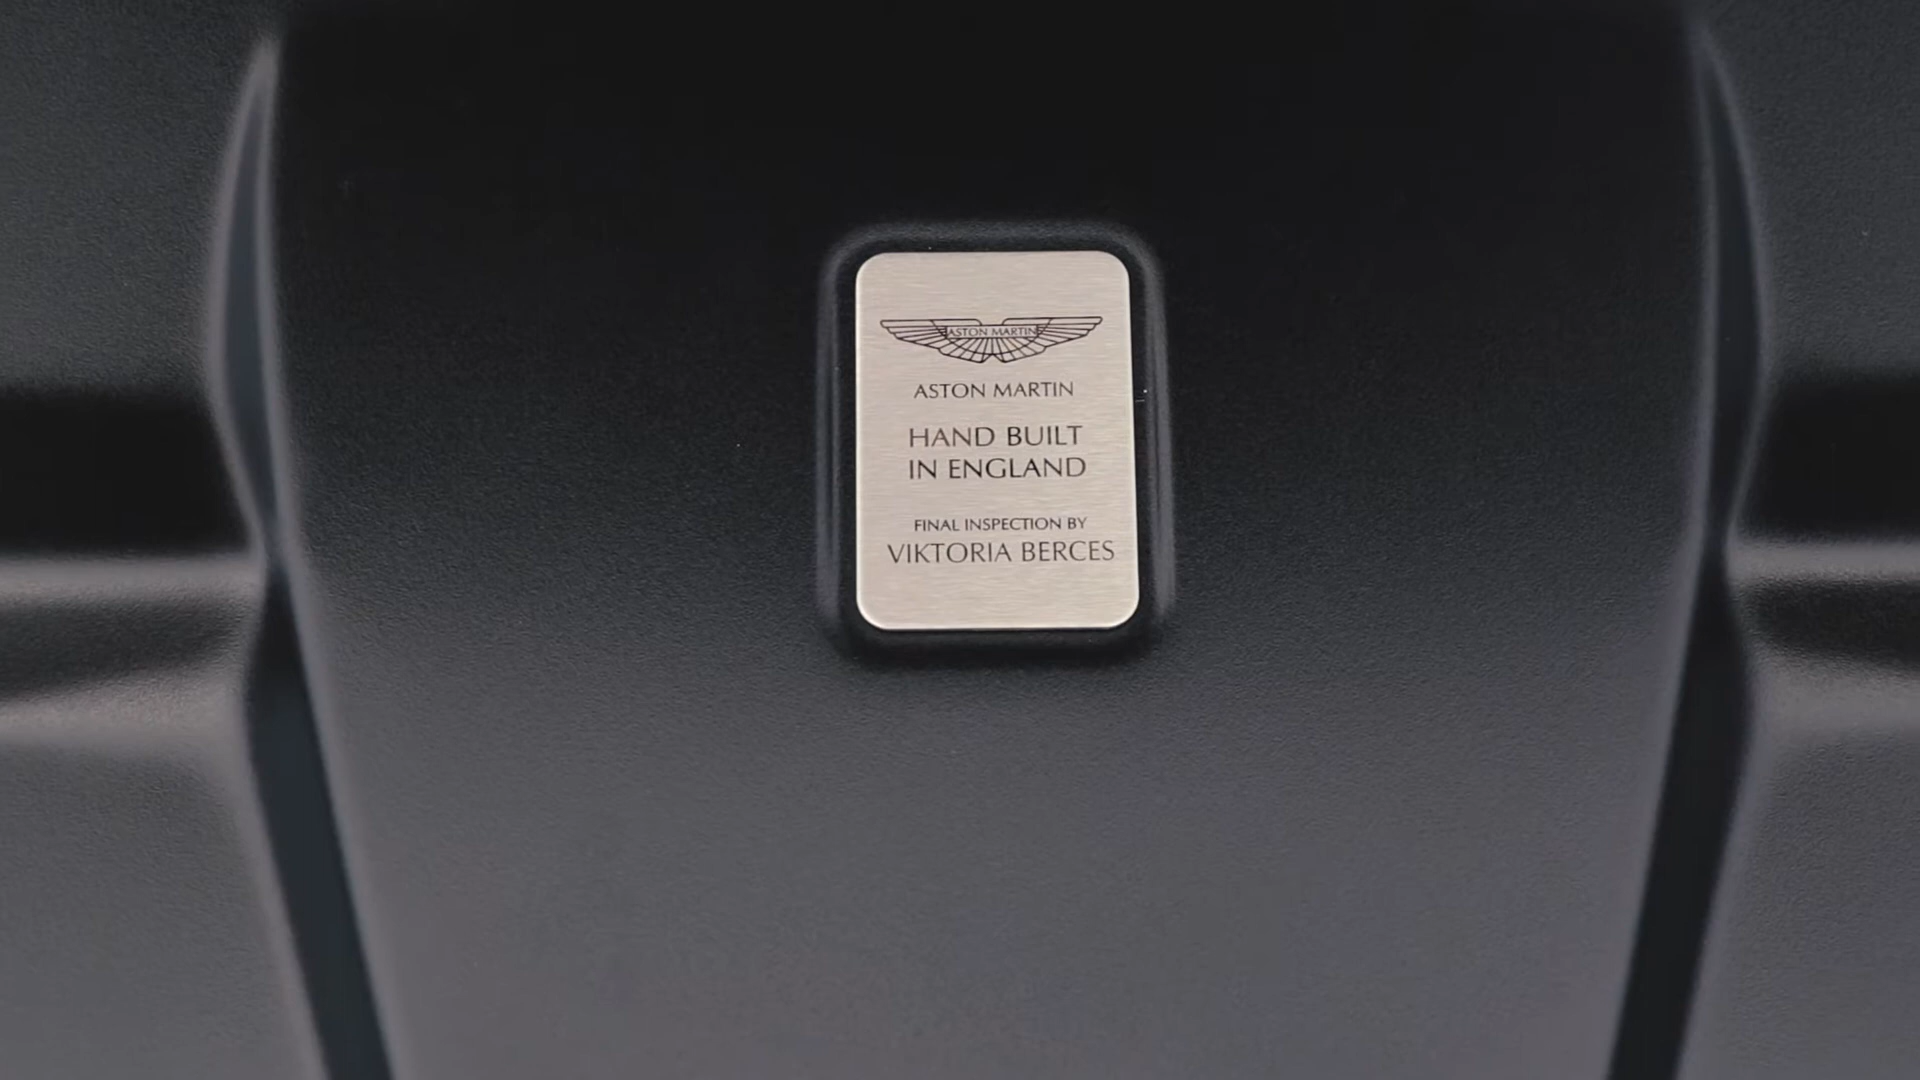 ASTON MARTIN
ASTON MARTIN
HAND BUILT
IN ENGLAND
FINAL INSPECTION BY
VIKTORIA BERCES